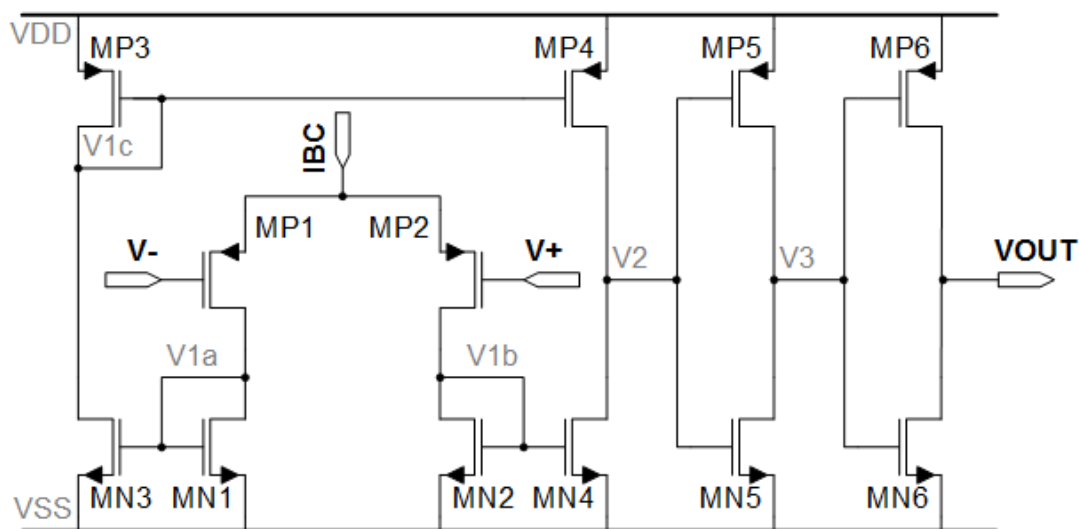 VDD
MP3
MP4
MP5
MP6
V1c
IBC
MP1
MP2
V-
V+
V2
V3
VOUT
V1a
V1b
VSS
MN3
MN1
MN2
MN4
MN5
MN6